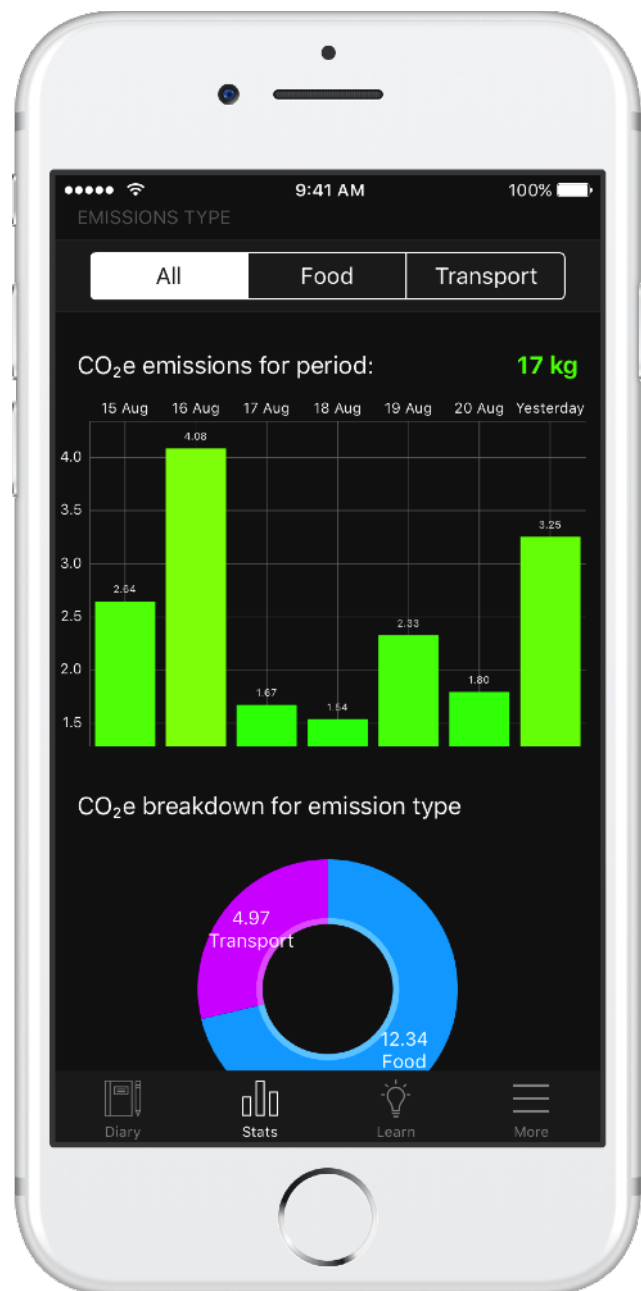 9:41 AM 100%
EMISSIONS TYPE
All Food Transport
CO₂e emissions for period: 17 kg
15 Aug 16 Aug 17 Aug 18 Aug 19 Aug 20 Aug Yesterday
4.08
4.0
3.5
3.25
3.0
2.64
2.5
2.33
2.0
1.80
1.67
1.54
1.5
CO₂e breakdown for emission type
4.97
Transport
12.34
Food
Diary Stats Learn More